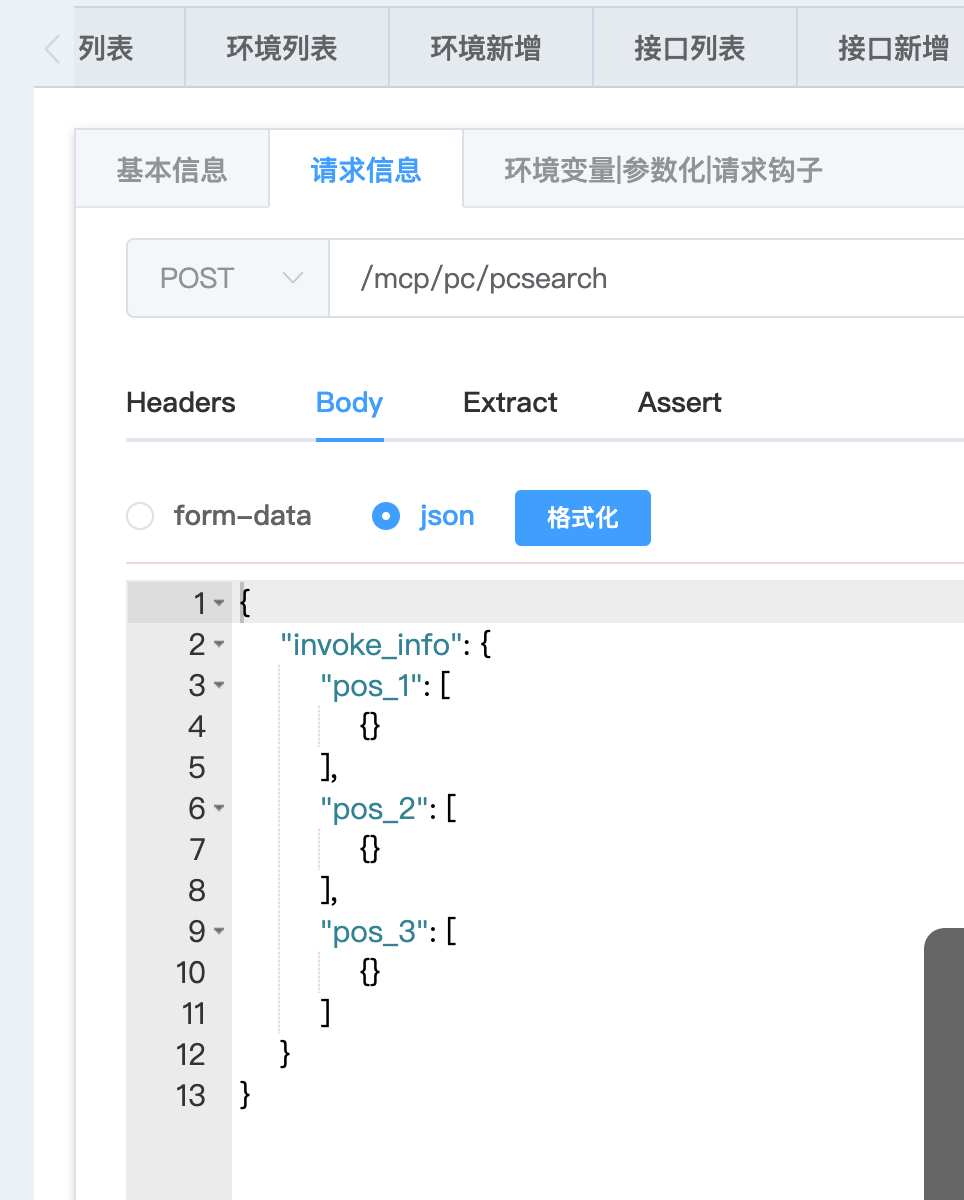 列表 环境列表 环境新增 接口列表 接口新增
基本信息 请求信息 环境变量|参数化|请求钩子
POST /mcp/pc/pcsearch
Headers Body Extract Assert
form-data json 格式化
1 {
2 "invoke_info": {
3 "pos_1": [
4 {}
5 ],
6 "pos_2": [
7 {}
8 ],
9 "pos_3": [
10 {}
11 ]
12 }
13 }